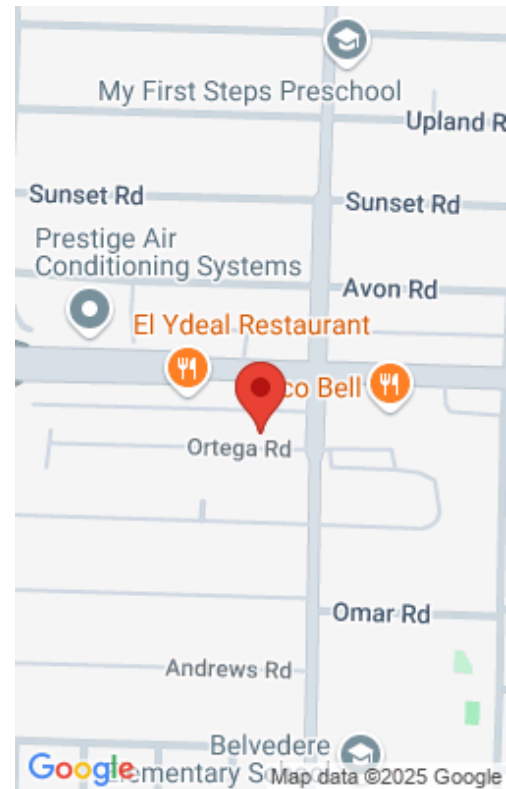 My First Steps Preschool
Upland R
Sunset Rd
Sunset Rd
Prestige Air
Conditioning Systems
Avon Rd
El Ydeal Restaurant
co Bell
Ortega Rd
Omar Rd
Andrews Rd
Belvedere
ementary S
Google
Map data ©2025 Google